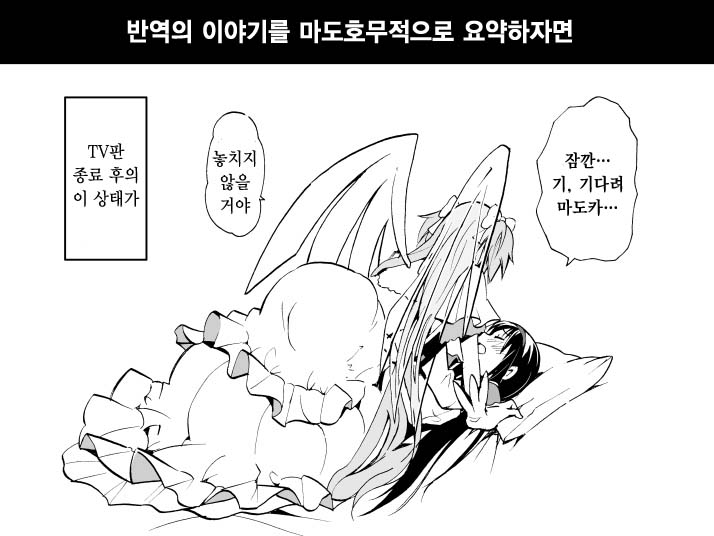 반역의 이야기를 마도호무적으로 요약하자면
TV판
종료 후의
이 상태가
놓치지
않을
거야
잠깐…
기, 기다려
마도카…